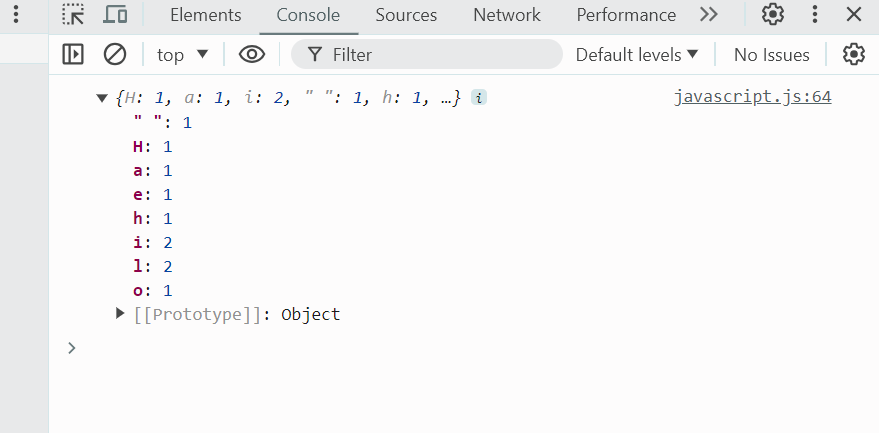 Elements Console Sources Network Performance
top Filter Default levels No Issues
{H: 1, a: 1, i: 2, " ": 1, h: 1, …} i javascript.js:64
" ": 1
H: 1
a: 1
e: 1
h: 1
i: 2
l: 2
o: 1
[[Prototype]]: Object